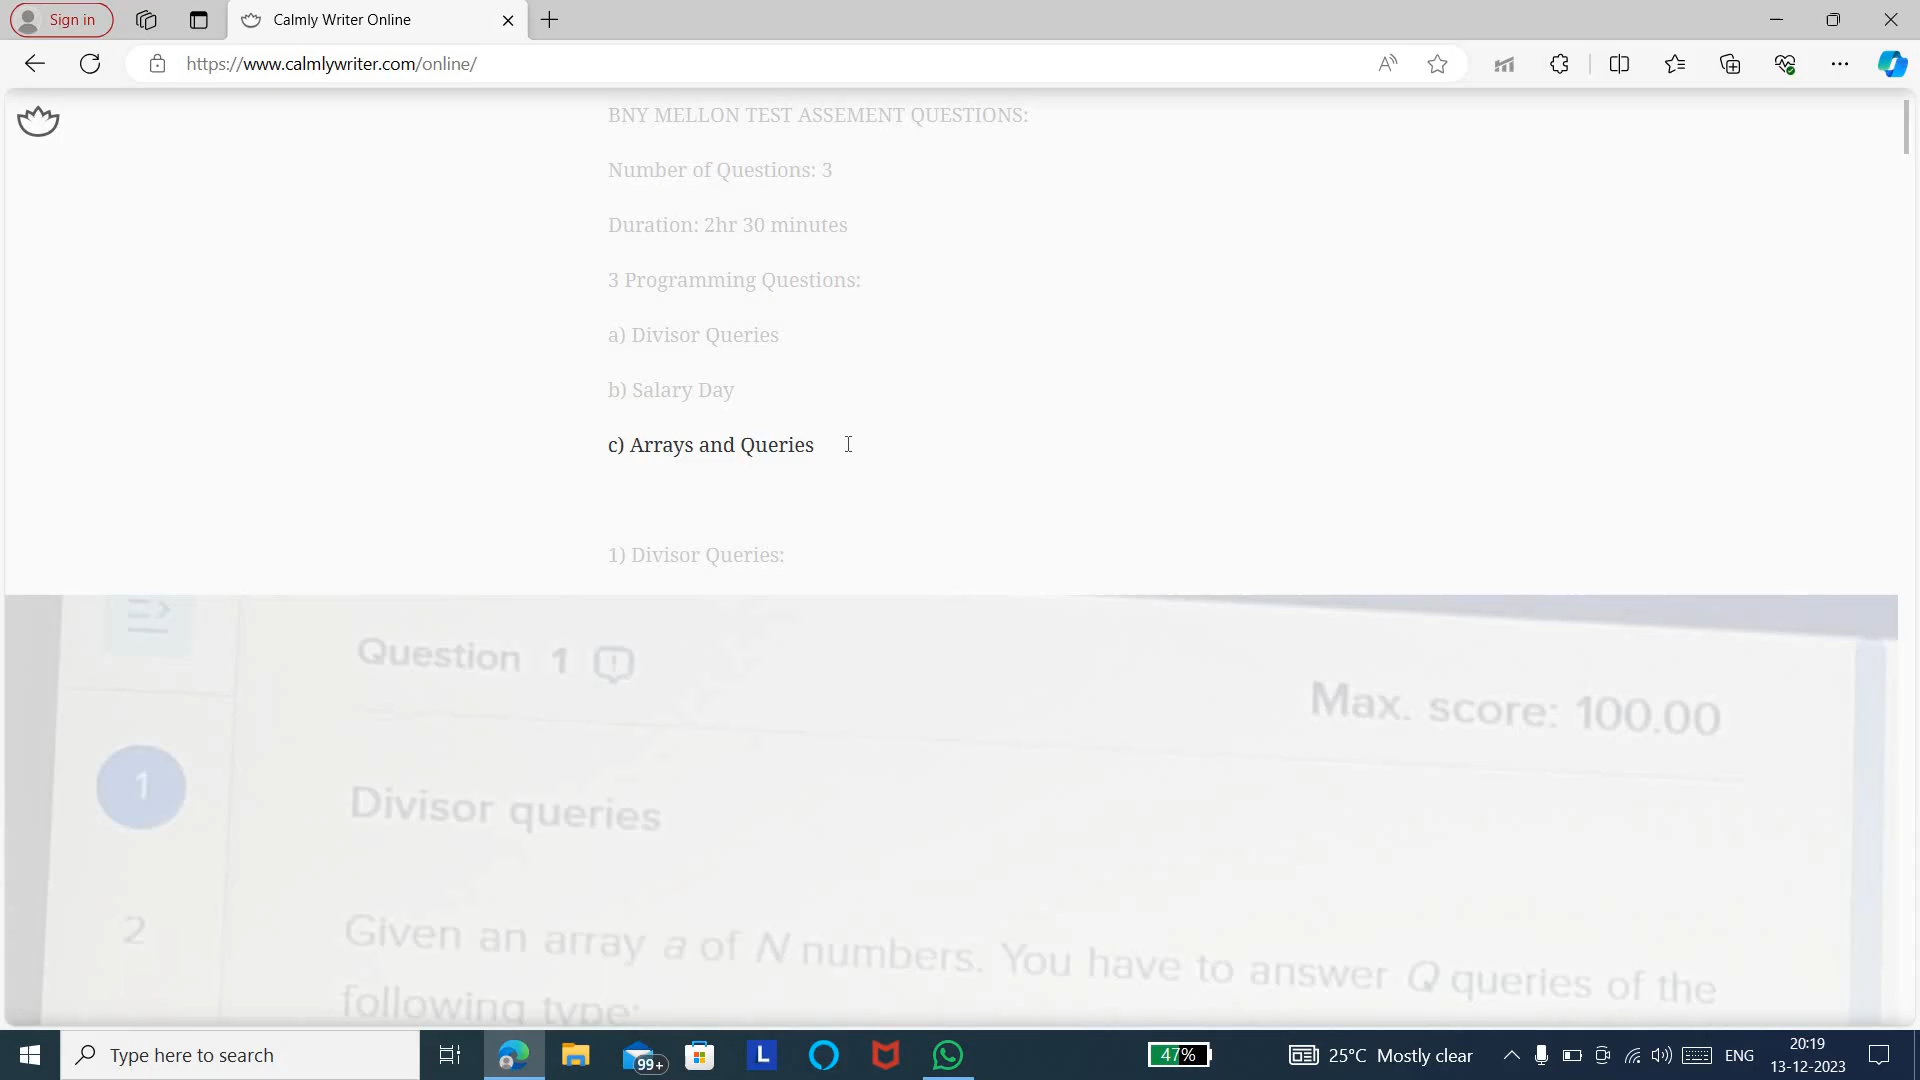 Sign in
Calmly Writer Online
https://www.calmlywriter.com/online/
BNY MELLON TEST ASSEMENT QUESTIONS:
Number of Questions: 3
Duration: 2hr 30 minutes
3 Programming Questions:
a) Divisor Queries
b) Salary Day
c) Arrays and Queries
1) Divisor Queries:
Question 1
Max. score: 100.00
1
Divisor queries
2
Given an array a of N numbers. You have to answer Q queries of the
following type:
Type here to search
99+
L
47%
25°C Mostly clear
ENG
20:19
13-12-2023